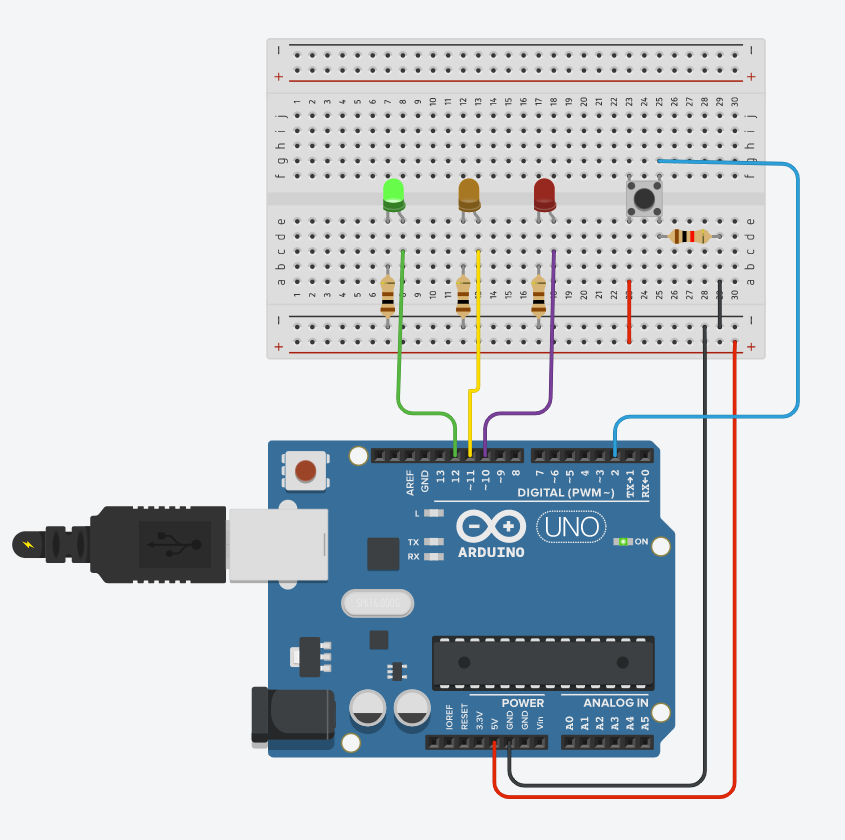 − −
+ +
1 2 3 4 5 6 7 8 9 10 11 12 13 14 15 16 17 18 19 20 21 22 23 24 25 26 27 28 29 30
j j
i i
h h
g g
f f
e e
d d
c c
b b
a a
1 2 3 4 5 6 7 8 9 10 11 12 13 14 15 16 17 18 19 20 21 22 23 24 25 26 27 28 29 30
− −
+ +
AREF GND 13 12 ~11 ~10 ~9 8 7 ~6 ~5 4 ~3 2 TX→1 RX←0
DIGITAL (PWM~)
L
TX
RX
ARDUINO
UNO
ON
POWER
ANALOG IN
IOREF RESET 3.3V 5V GND GND Vin A0 A1 A2 A3 A4 A5